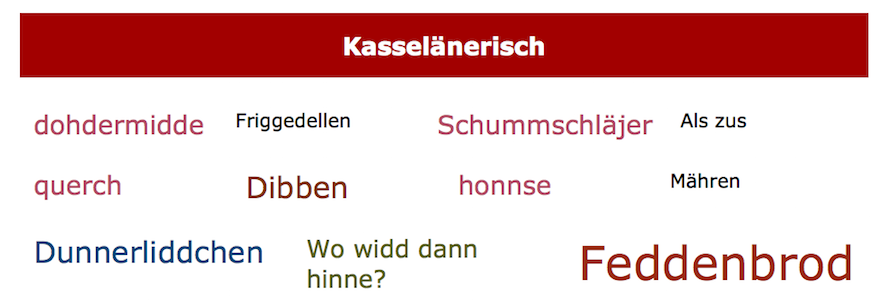 Kasselänerisch
dohdermidde Friggedellen Schummschläjer Als zus
querch Dibben honnse Mähren
Dunnerliddchen Wo widd dann
hinne? Feddenbrod